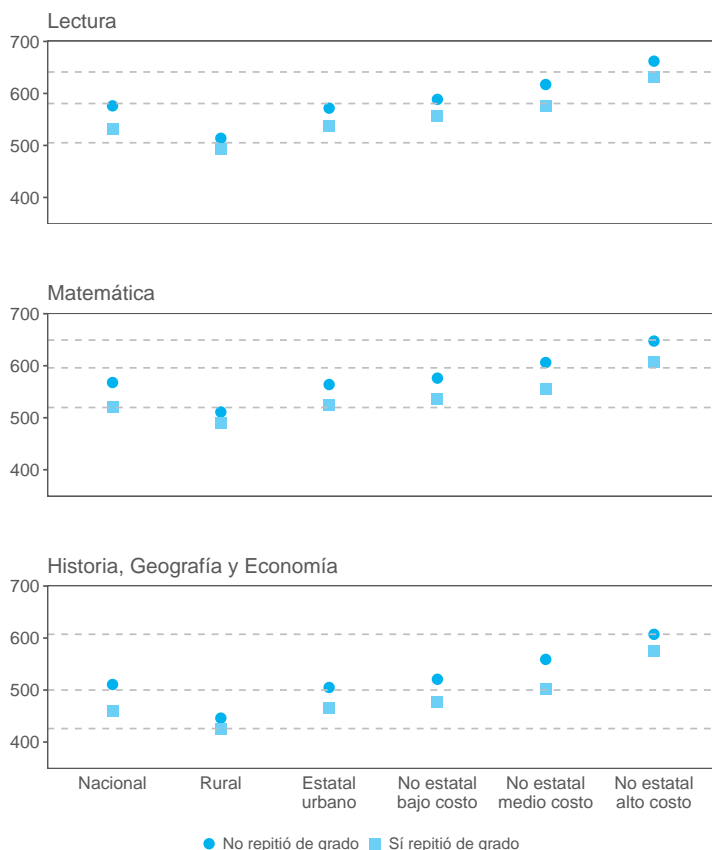 Lectura
700
600
500
400
Matemática
700
600
500
400
Historia, Geografía y Economía
700
600
500
400
Nacional
Rural
Estatal
urbano
No estatal
bajo costo
No estatal
medio costo
No estatal
alto costo
No repitió de grado
Sí repitió de grado